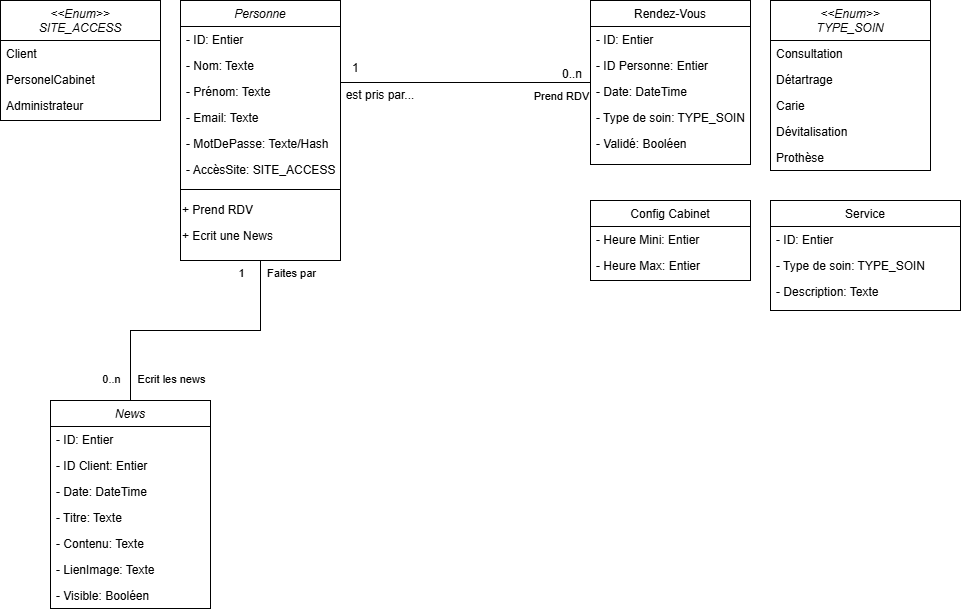 <<Enum>>
SITE_ACCESS
Client
PersonelCabinet
Administrateur
Personne
- ID: Entier
- Nom: Texte
- Prénom: Texte
- Email: Texte
- MotDePasse: Texte/Hash
- AccèsSite: SITE_ACCESS
+ Prend RDV
+ Ecrit une News
1
est pris par...
0..n
Prend RDV
Rendez-Vous
- ID: Entier
- ID Personne: Entier
- Date: DateTime
- Type de soin: TYPE_SOIN
- Validé: Booléen
<<Enum>>
TYPE_SOIN
Consultation
Détartrage
Carie
Dévitalisation
Prothèse
Config Cabinet
- Heure Mini: Entier
- Heure Max: Entier
Service
- ID: Entier
- Type de soin: TYPE_SOIN
- Description: Texte
1
Faites par
0..n
Ecrit les news
News
- ID: Entier
- ID Client: Entier
- Date: DateTime
- Titre: Texte
- Contenu: Texte
- LienImage: Texte
- Visible: Booléen